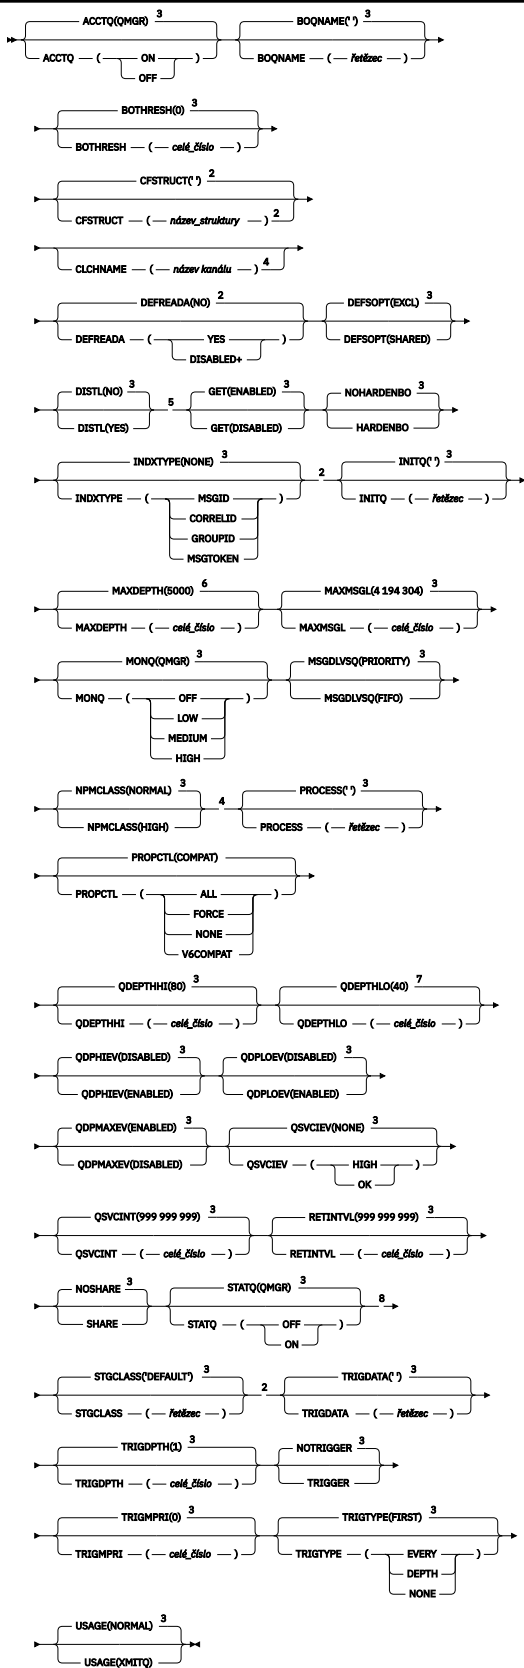 ACCTQ(QMGR) 3 BOQNAME(' ') 3
ACCTQ ( ON ) BOQNAME ( řetězec )
OFF
BOTHRESH(0) 3
BOTHRESH ( celé_číslo )
CFSTRUCT(' ') 2
CFSTRUCT ( název_struktury ) 2
CLCHNAME ( název kanálu ) 4
DEFREADA(NO) 2 DEFSOPT(EXCL) 3
DEFREADA ( YES ) DEFSOPT(SHARED)
DISABLED+
DISTL(NO) 3 5 GET(ENABLED) 3 NOHARDENBO 3
DISTL(YES) GET(DISABLED) HARDENBO
INDXTYPE(NONE) 3 2 INITQ(' ') 3
INDXTYPE ( MSGID ) INITQ ( řetězec )
CORRELID
GROUPID
MSGTOKEN
MAXDEPTH(5000) 6 MAXMSGL(4 194 304) 3
MAXDEPTH ( celé_číslo ) MAXMSGL ( celé_číslo )
MONQ(QMGR) 3 MSGDLVSQ(PRIORITY) 3
MONQ ( OFF ) MSGDLVSQ(FIFO)
LOW
MEDIUM
HIGH
NPMCLASS(NORMAL) 3 4 PROCESS(' ') 3
NPMCLASS(HIGH) PROCESS ( řetězec )
PROPCTL(COMPAT)
PROPCTL ( ALL )
FORCE
NONE
V6COMPAT
QDEPTHHI(80) 3 QDEPTHLO(40) 7
QDEPTHHI ( celé_číslo ) QDEPTHLO ( celé_číslo )
QDPHIEV(DISABLED) 3 QDPLOEV(DISABLED) 3
QDPHIEV(ENABLED) QDPLOEV(ENABLED)
QDPMAXEV(ENABLED) 3 QSVCIEV(NONE) 3
QDPMAXEV(DISABLED) QSVCIEV ( HIGH )
OK
QSVCINT(999 999 999) 3 RETINTVL(999 999 999) 3
QSVCINT ( celé_číslo ) RETINTVL ( celé_číslo )
NOSHARE 3 STATQ(QMGR) 3 8
SHARE STATQ ( OFF )
ON
STGCLASS('DEFAULT') 3 2 TRIGDATA(' ') 3
STGCLASS ( řetězec ) TRIGDATA ( řetězec )
TRIGDPTH(1) 3 NOTRIGGER 3
TRIGDPTH ( celé_číslo ) TRIGGER
TRIGMPRI(0) 3 TRIGTYPE(FIRST) 3
TRIGMPRI ( celé_číslo ) TRIGTYPE ( EVERY )
DEPTH
NONE
USAGE(NORMAL) 3
USAGE(XMITQ)